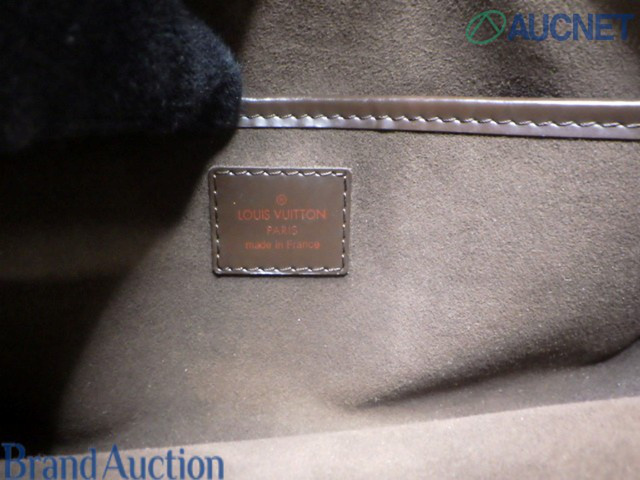 AUCNET
®
LOUIS VUITTON
PARIS
made in France
Brand Auction